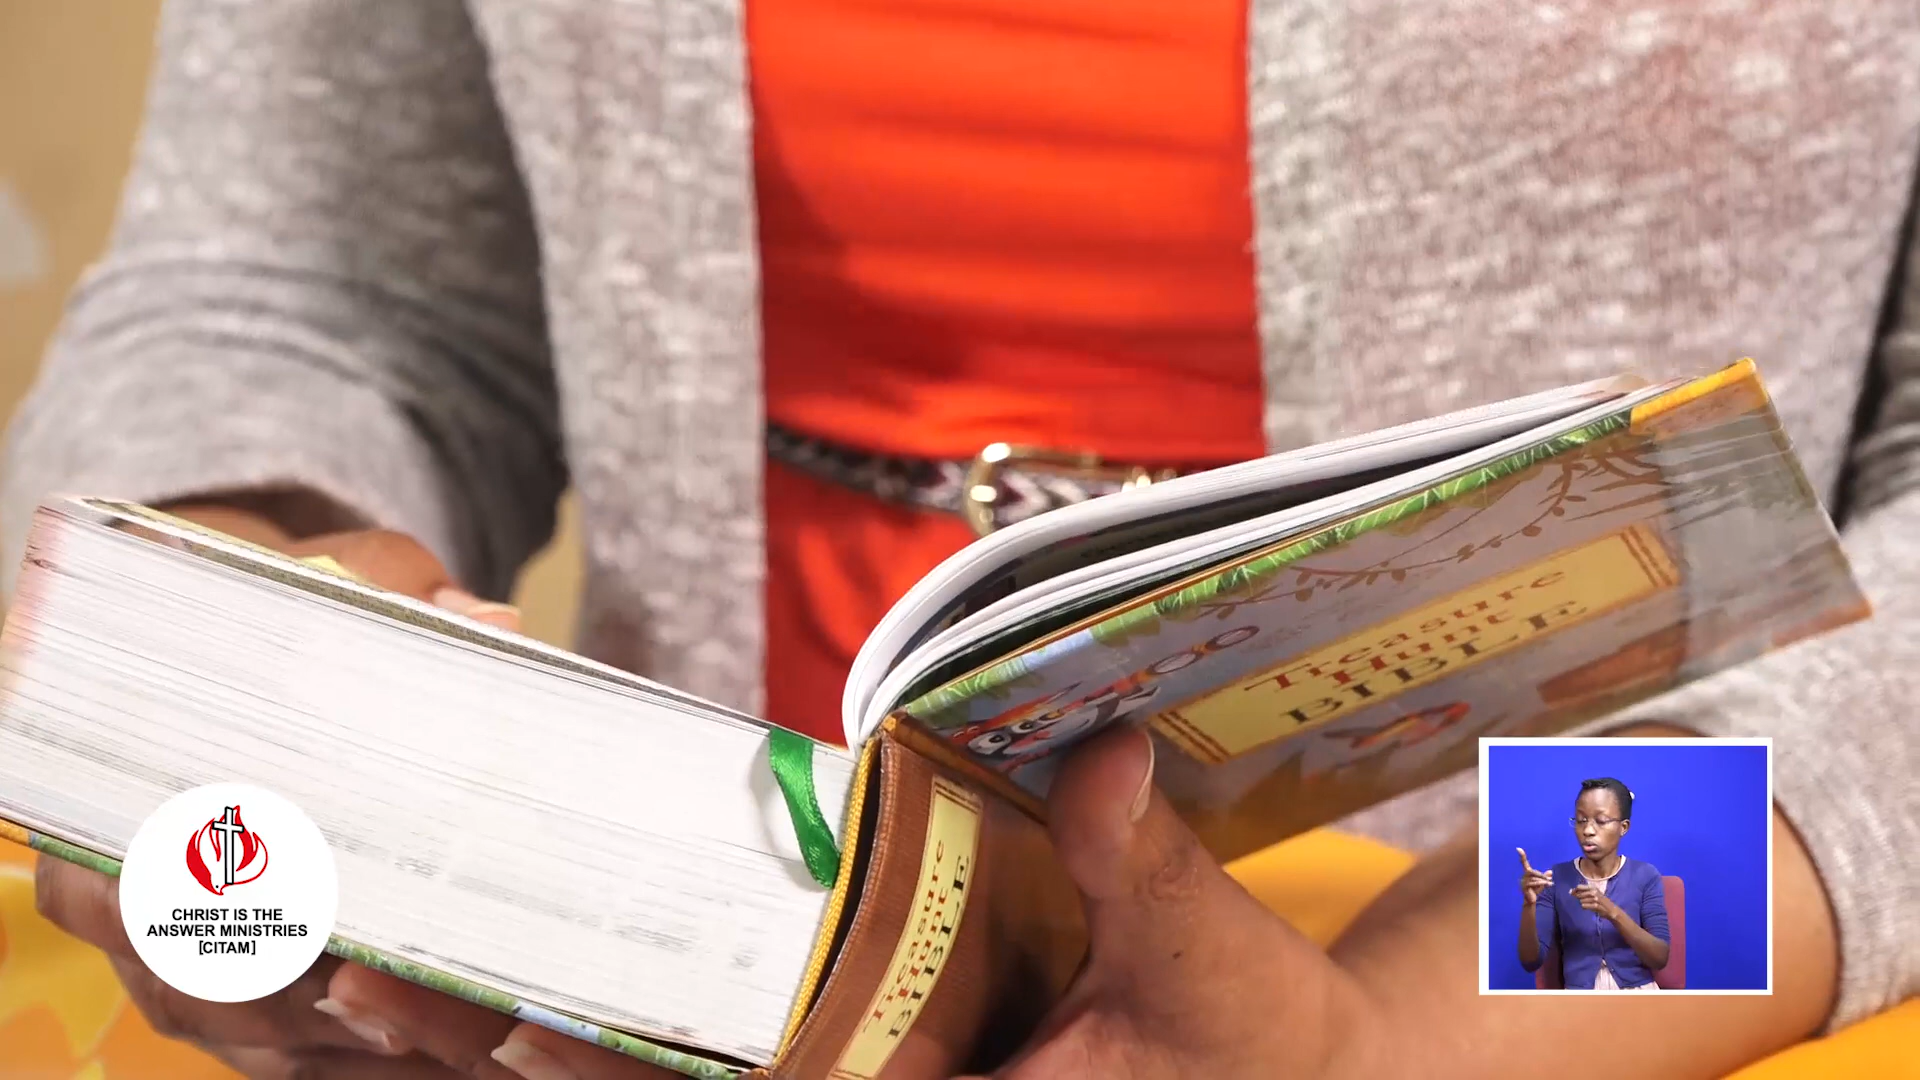 Treasure
Hunt
BIBLE
Treasure
Hunt
BIBLE
CHRIST IS THE
ANSWER MINISTRIES
[CITAM]